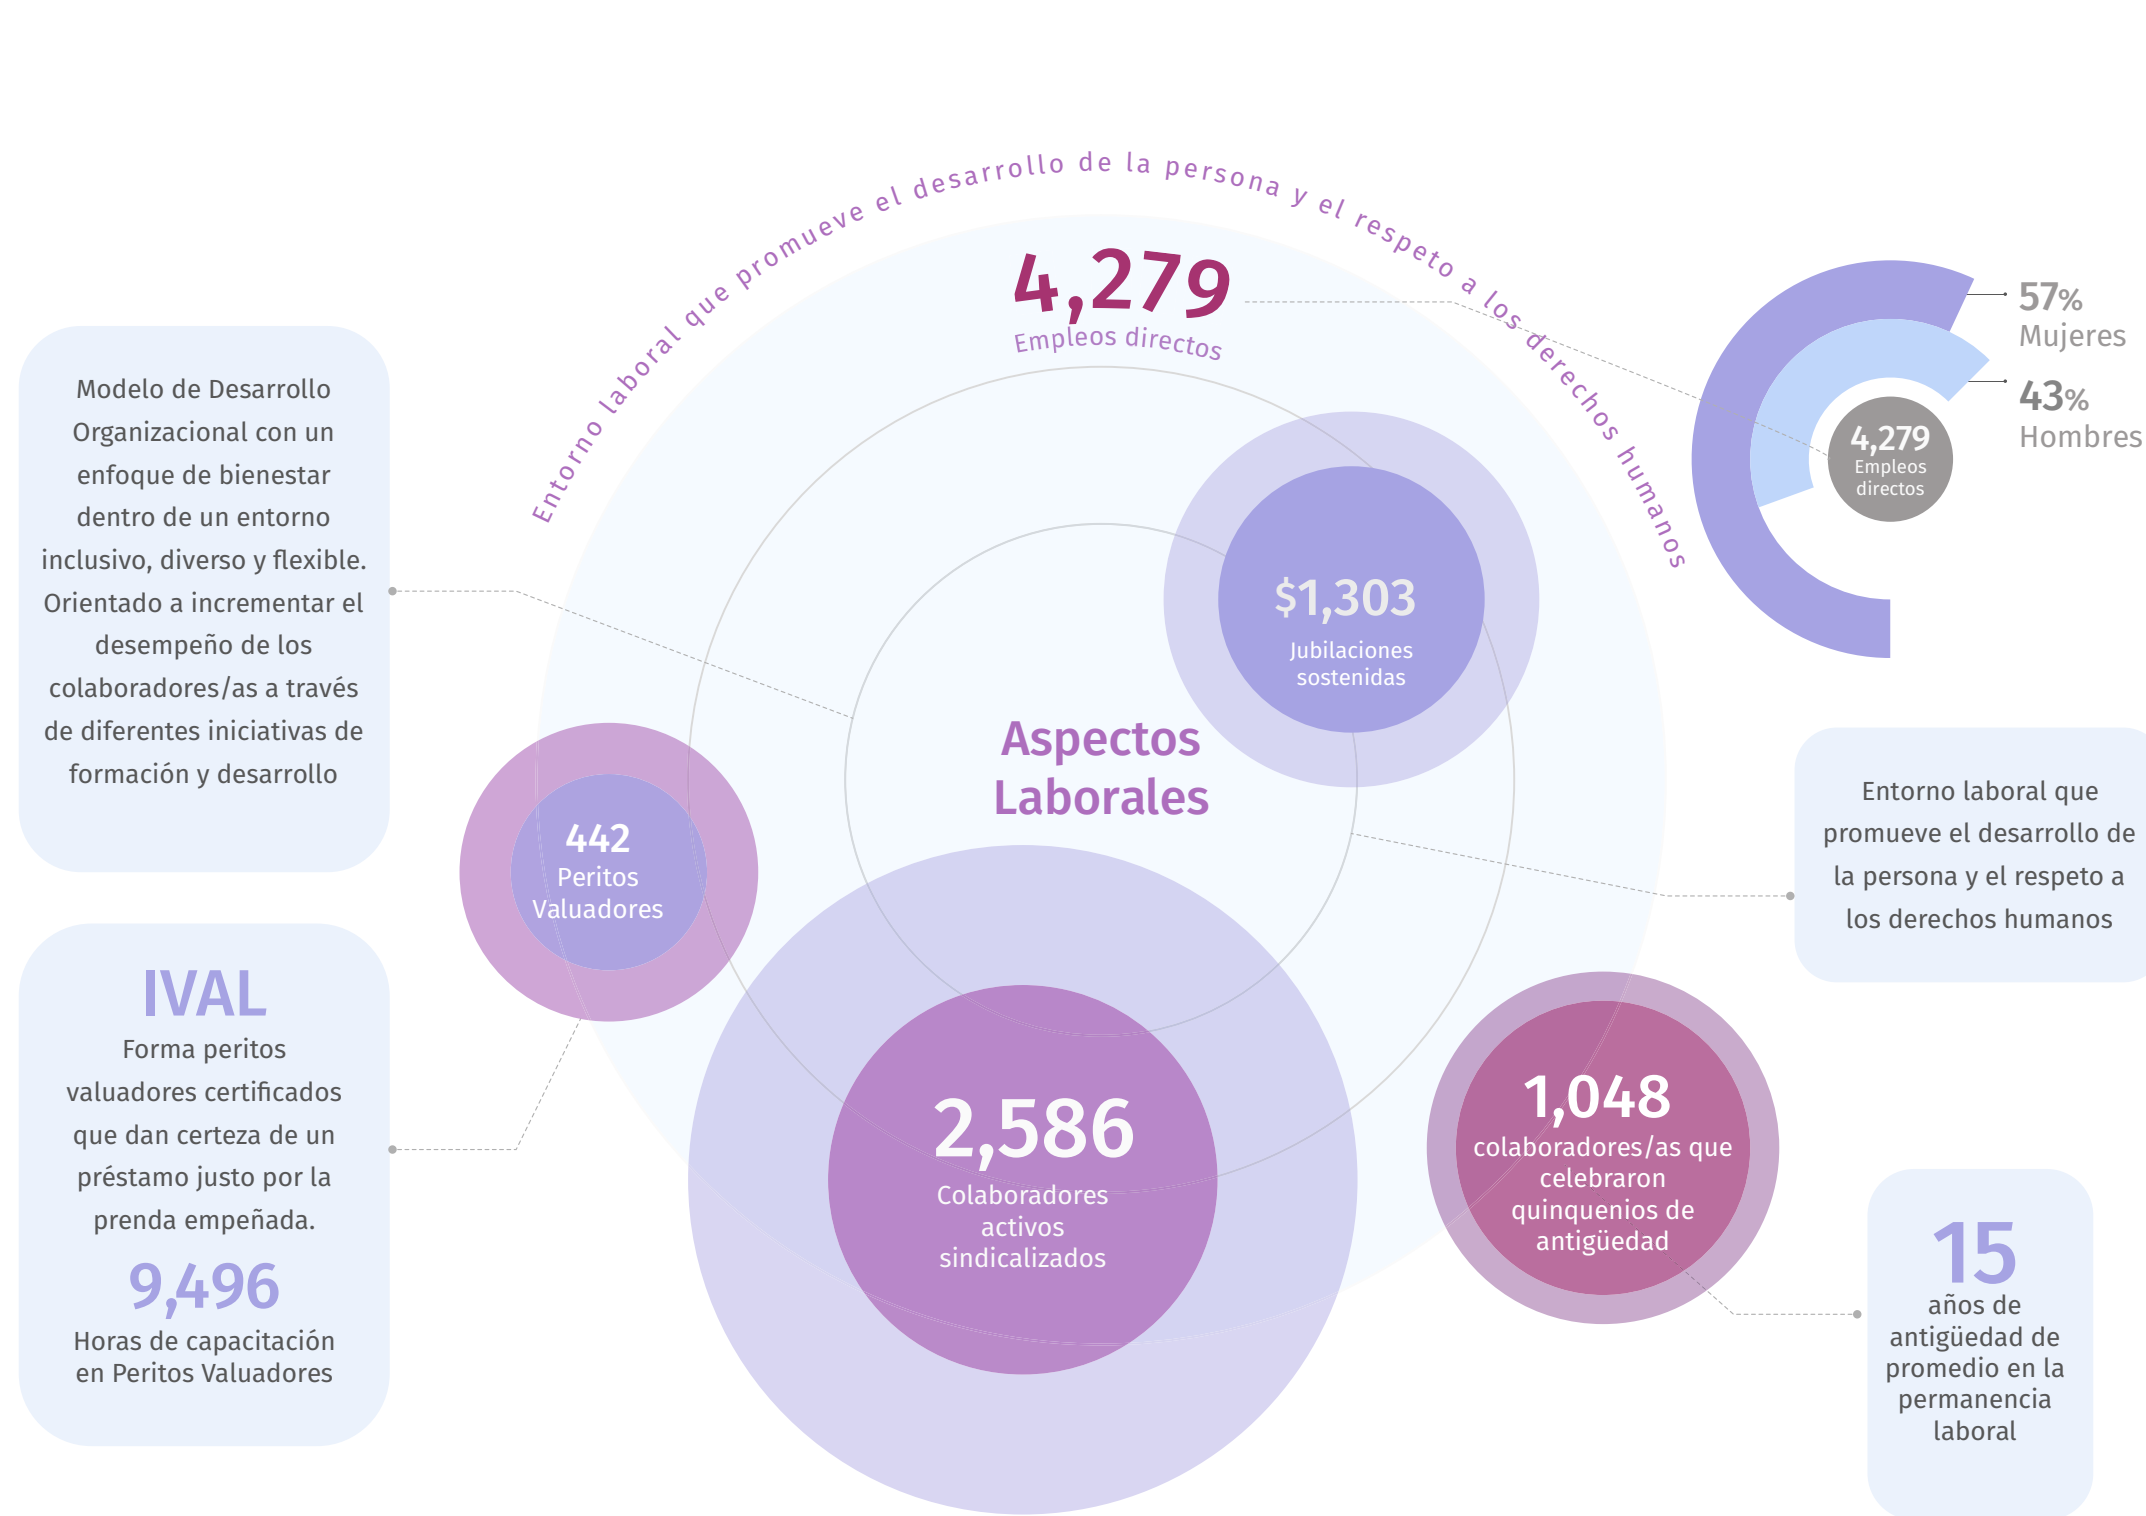 Entorno laboral que promueve el desarrollo de la persona y el respeto a los derechos humanos
4,279
Empleos directos
57%
Mujeres
43%
Hombres
4,279
Empleos
directos
Modelo de Desarrollo
Organizacional con un
enfoque de bienestar
dentro de un entorno
inclusivo, diverso y flexible.
Orientado a incrementar el
desempeño de los
colaboradores/as a través
de diferentes iniciativas de
formación y desarrollo
$1,303
Jubilaciones
sostenidas
Aspectos
Laborales
442
Peritos
Valuadores
Entorno laboral que
promueve el desarrollo de
la persona y el respeto a
los derechos humanos
IVAL
Forma peritos
valuadores certificados
que dan certeza de un
préstamo justo por la
prenda empeñada.
9,496
Horas de capacitación
en Peritos Valuadores
2,586
Colaboradores
activos
sindicalizados
1,048
colaboradores/as que
celebraron
quinquenios de
antigüedad
15
años de
antigüedad de
promedio en la
permanencia
laboral